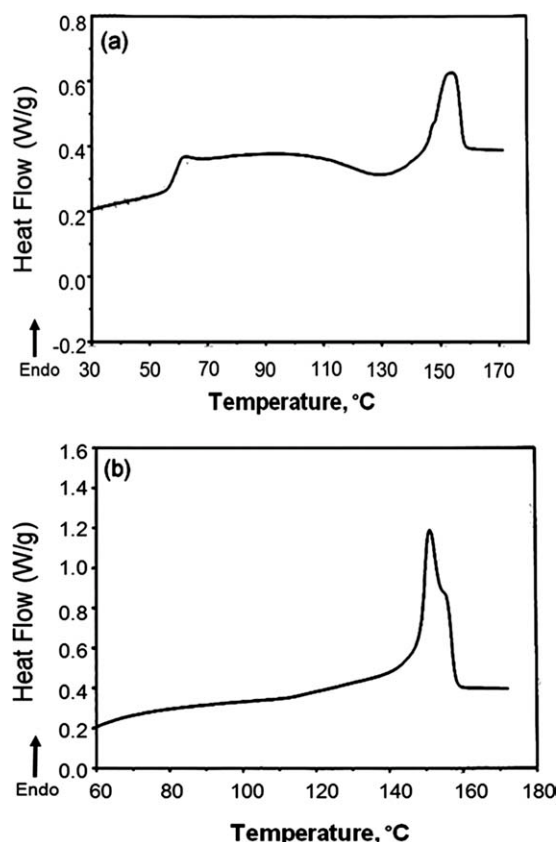 (a)
Heat Flow (W/g)
0.8
0.6
0.4
0.2
0.0
-0.2
Endo
30 50 70 90 110 130 150 170
Temperature, °C
(b)
Heat Flow (W/g)
1.6
1.4
1.2
1.0
0.8
0.6
0.4
0.2
0.0
Endo
60 80 100 120 140 160 180
Temperature, °C